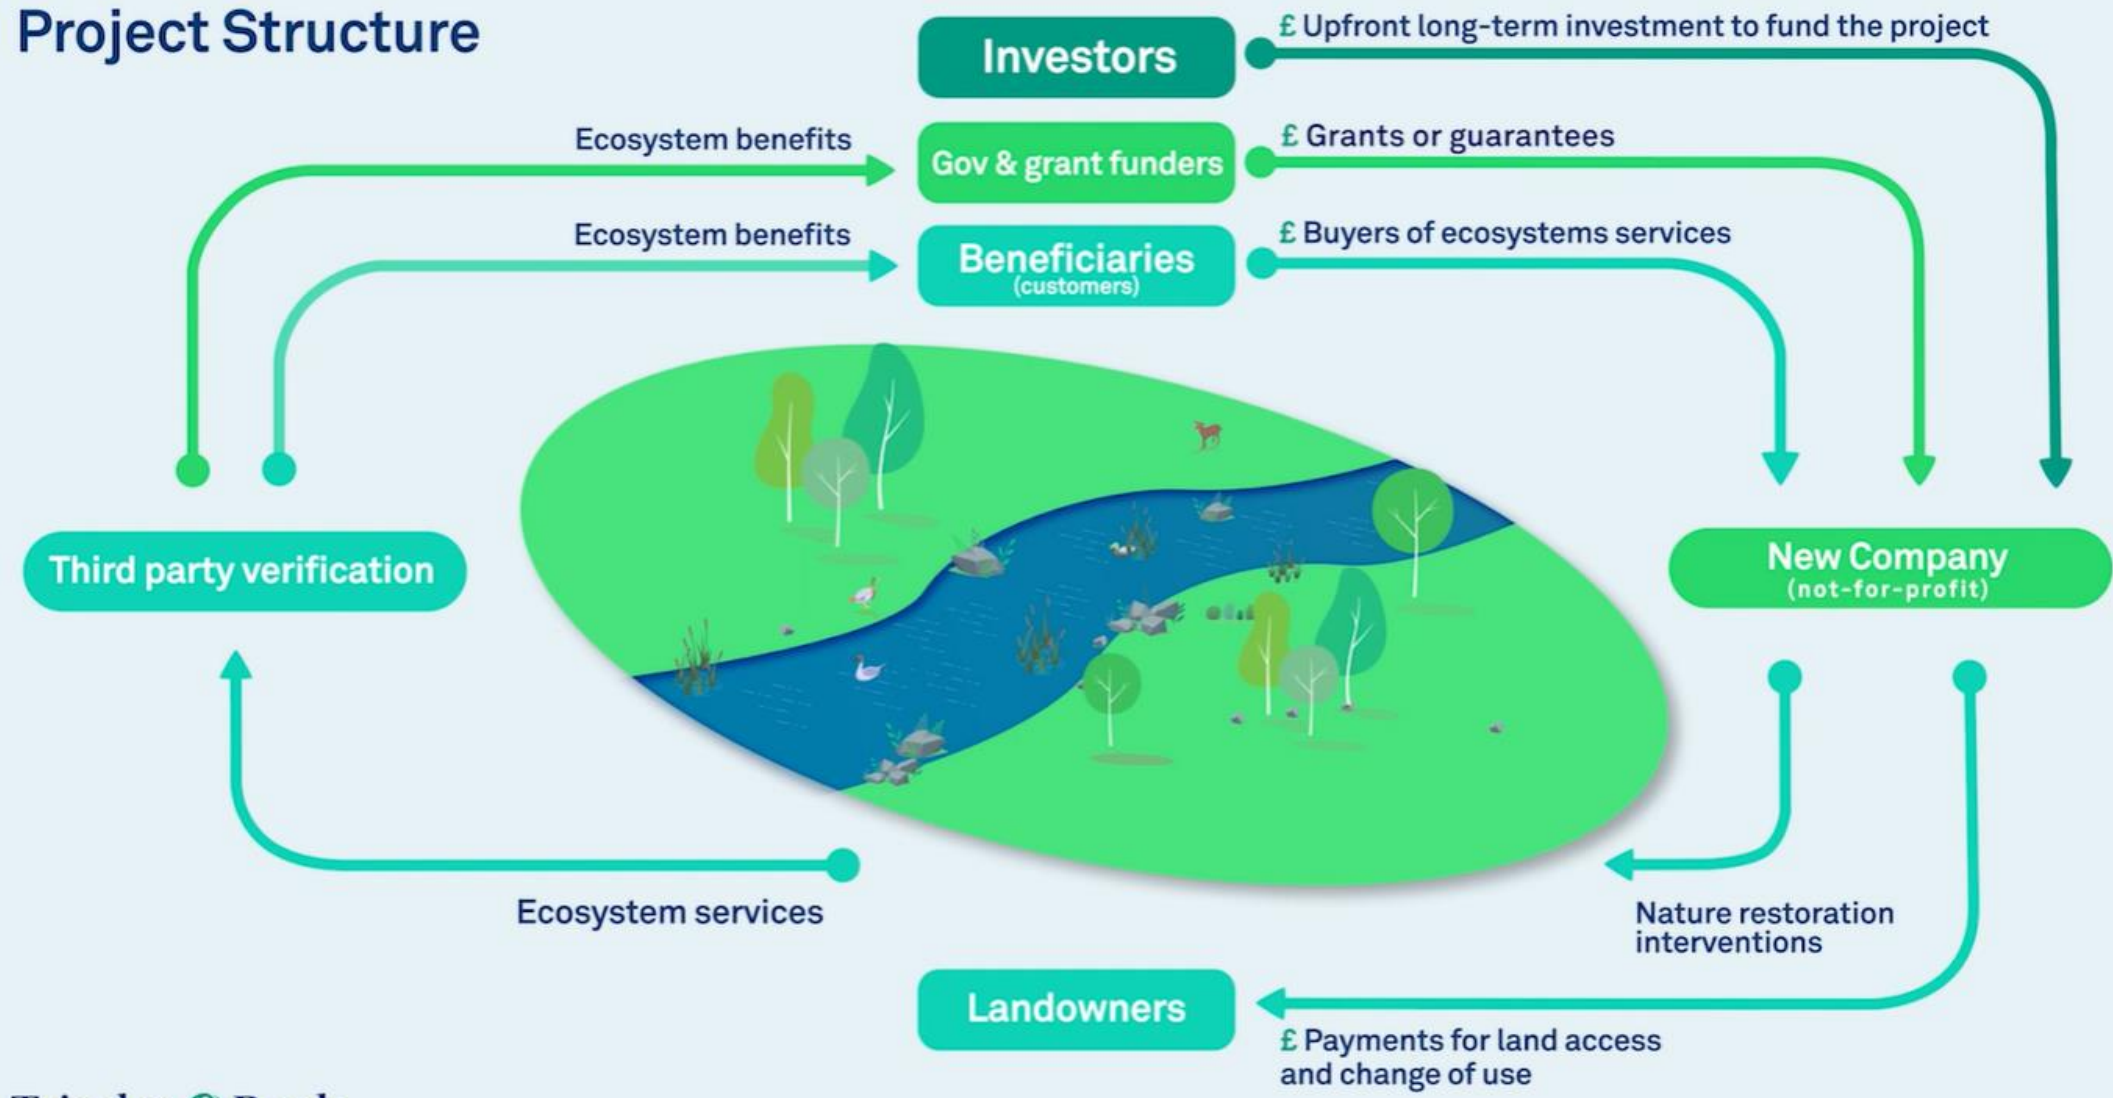 Project Structure
Investors
£ Upfront long-term investment to fund the project
Ecosystem benefits
Gov & grant funders
£ Grants or guarantees
Ecosystem benefits
Beneficiaries
(customers)
£ Buyers of ecosystems services
Third party verification
New Company
(not-for-profit)
Ecosystem services
Nature restoration
interventions
Landowners
£ Payments for land access
and change of use